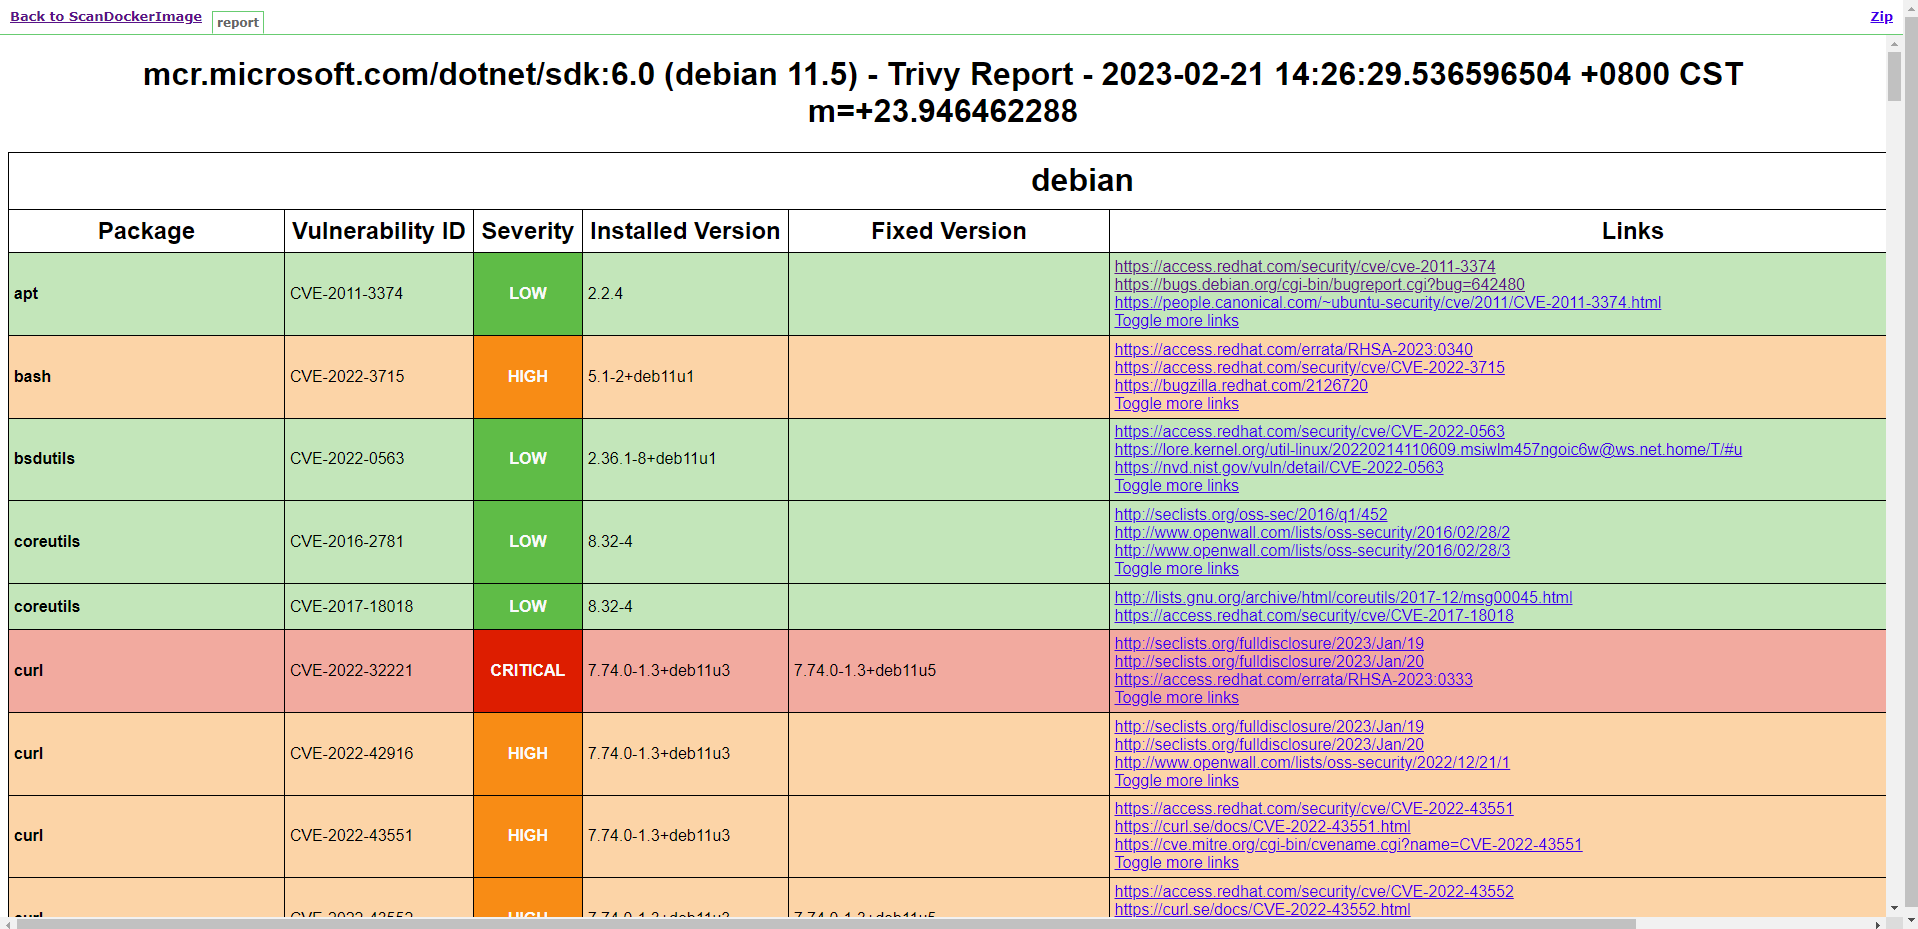 Back to ScanDockerImage report Zip
mcr.microsoft.com/dotnet/sdk:6.0 (debian 11.5) - Trivy Report - 2023-02-21 14:26:29.536596504 +0800 CST
m=+23.946462288
debian
Package Vulnerability ID Severity Installed Version Fixed Version Links
apt CVE-2011-3374 LOW 2.2.4
https://access.redhat.com/security/cve/cve-2011-3374
https://bugs.debian.org/cgi-bin/bugreport.cgi?bug=642480
https://people.canonical.com/~ubuntu-security/cve/2011/CVE-2011-3374.html
Toggle more links
bash CVE-2022-3715 HIGH 5.1-2+deb11u1
https://access.redhat.com/errata/RHSA-2023:0340
https://access.redhat.com/security/cve/CVE-2022-3715
https://bugzilla.redhat.com/2126720
Toggle more links
bsdutils CVE-2022-0563 LOW 2.36.1-8+deb11u1
https://access.redhat.com/security/cve/CVE-2022-0563
https://lore.kernel.org/util-linux/20220214110609.msiwlm457ngoic6w@ws.net.home/T/#u
https://nvd.nist.gov/vuln/detail/CVE-2022-0563
Toggle more links
coreutils CVE-2016-2781 LOW 8.32-4
http://seclists.org/oss-sec/2016/q1/452
http://www.openwall.com/lists/oss-security/2016/02/28/2
http://www.openwall.com/lists/oss-security/2016/02/28/3
Toggle more links
coreutils CVE-2017-18018 LOW 8.32-4
http://lists.gnu.org/archive/html/coreutils/2017-12/msg00045.html
https://access.redhat.com/security/cve/CVE-2017-18018
curl CVE-2022-32221 CRITICAL 7.74.0-1.3+deb11u3 7.74.0-1.3+deb11u5
http://seclists.org/fulldisclosure/2023/Jan/19
http://seclists.org/fulldisclosure/2023/Jan/20
https://access.redhat.com/errata/RHSA-2023:0333
Toggle more links
curl CVE-2022-42916 HIGH 7.74.0-1.3+deb11u3
http://seclists.org/fulldisclosure/2023/Jan/19
http://seclists.org/fulldisclosure/2023/Jan/20
http://www.openwall.com/lists/oss-security/2022/12/21/1
Toggle more links
curl CVE-2022-43551 HIGH 7.74.0-1.3+deb11u3
https://access.redhat.com/security/cve/CVE-2022-43551
https://curl.se/docs/CVE-2022-43551.html
https://cve.mitre.org/cgi-bin/cvename.cgi?name=CVE-2022-43551
Toggle more links
curl CVE-2022-43552 HIGH 7.74.0-1.3+deb11u3 7.74.0-1.3+deb11u5
https://access.redhat.com/security/cve/CVE-2022-43552
https://curl.se/docs/CVE-2022-43552.html